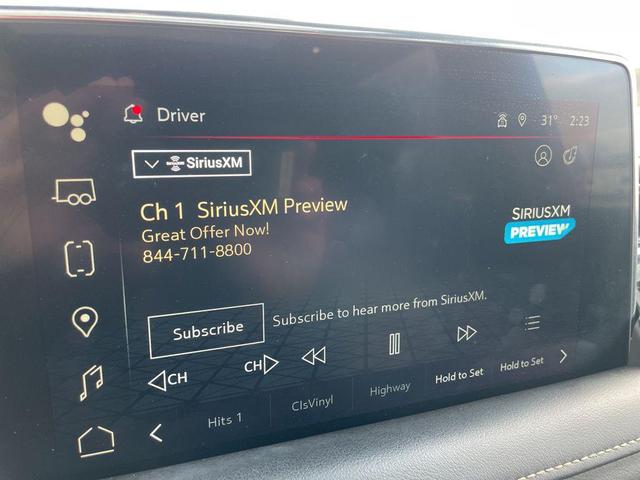 Driver
31° 2:23
SiriusXM
Ch 1 SiriusXM Preview
Great Offer Now!
844-711-8800
SIRIUSXM
PREVIEW
Subscribe
Subscribe to hear more from SiriusXM.
CH CH
Hits 1 ClsVinyl Highway Hold to Set Hold to Set